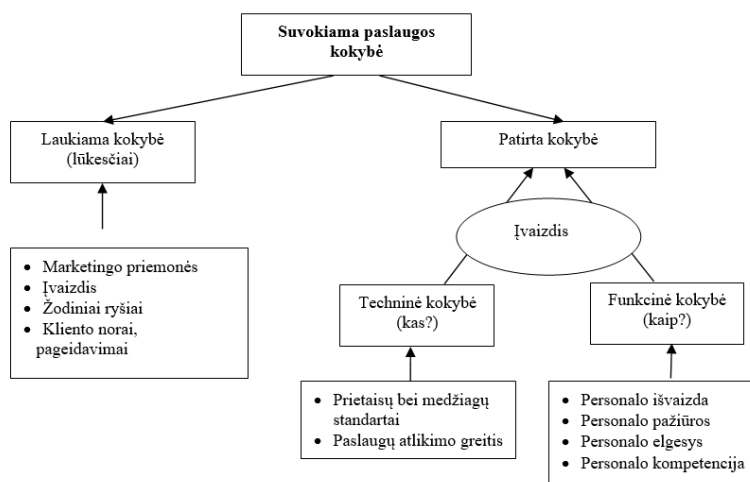 Suvokiama paslaugos
kokybė
Laukiama kokybė
(lūkesčiai)
Patirta kokybė
Įvaizdis
• Marketingo priemonės
• Įvaizdis
• Žodiniai ryšiai
• Kliento norai,
pageidavimai
Techninė kokybė
(kas?)
Funkcinė kokybė
(kaip?)
• Prietaisų bei medžiagų
standartai
• Paslaugų atlikimo greitis
• Personalo išvaizda
• Personalo pažiūros
• Personalo elgesys
• Personalo kompetencija